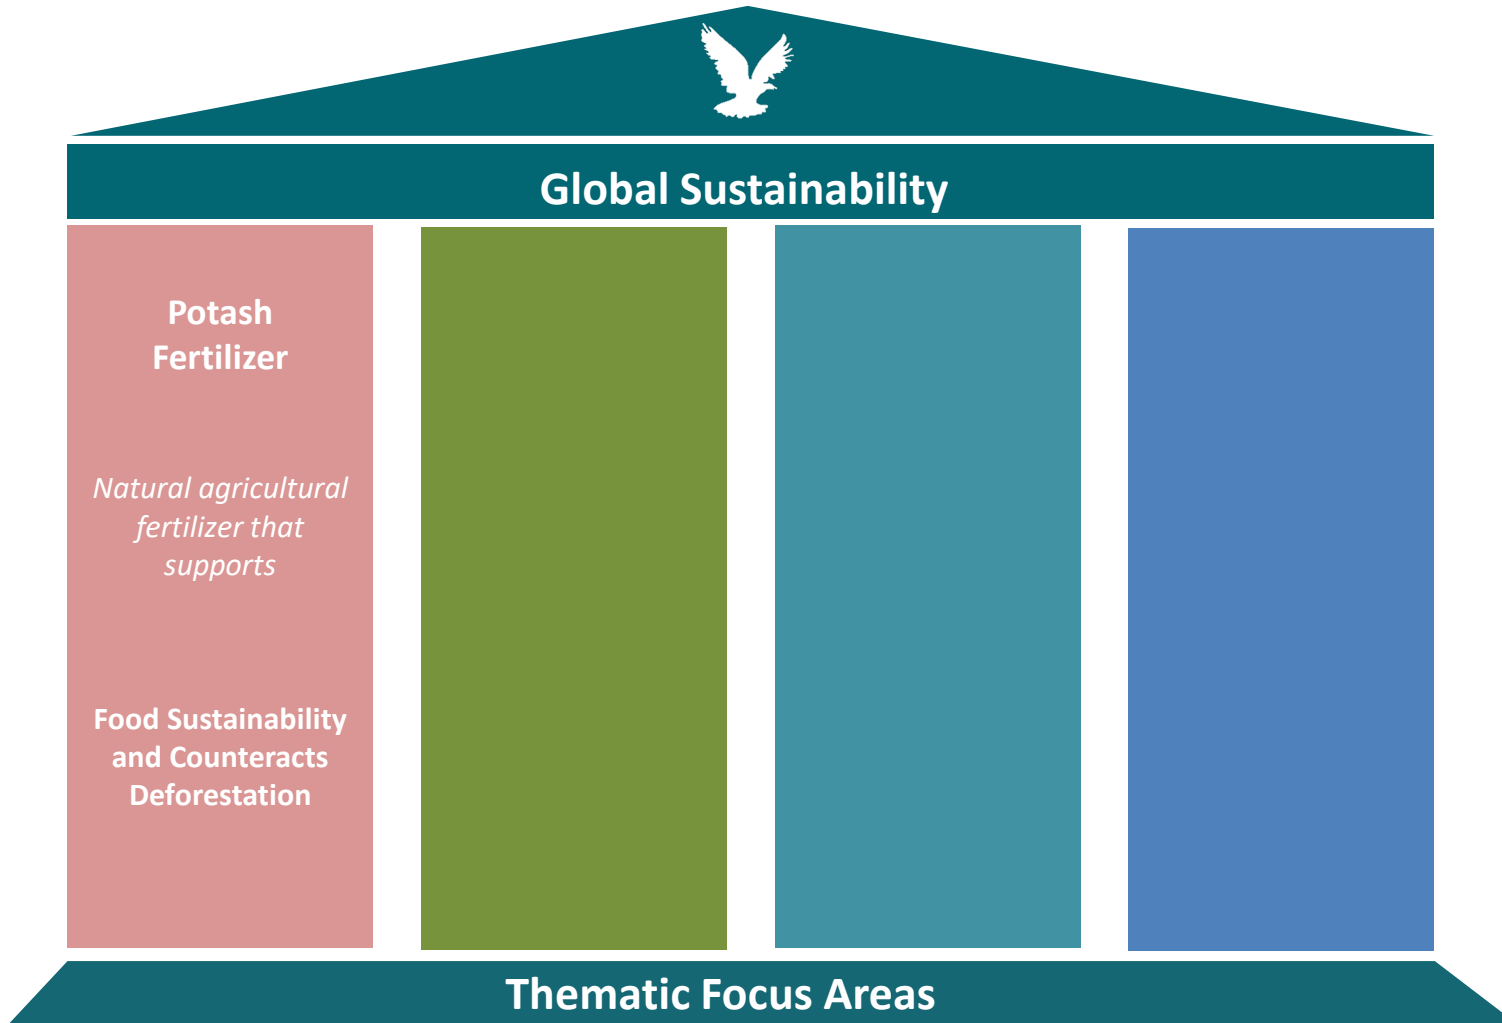 Global Sustainability
Potash
Fertilizer
Natural agricultural
fertilizer that
supports
Food Sustainability
and Counteracts
Deforestation
Thematic Focus Areas